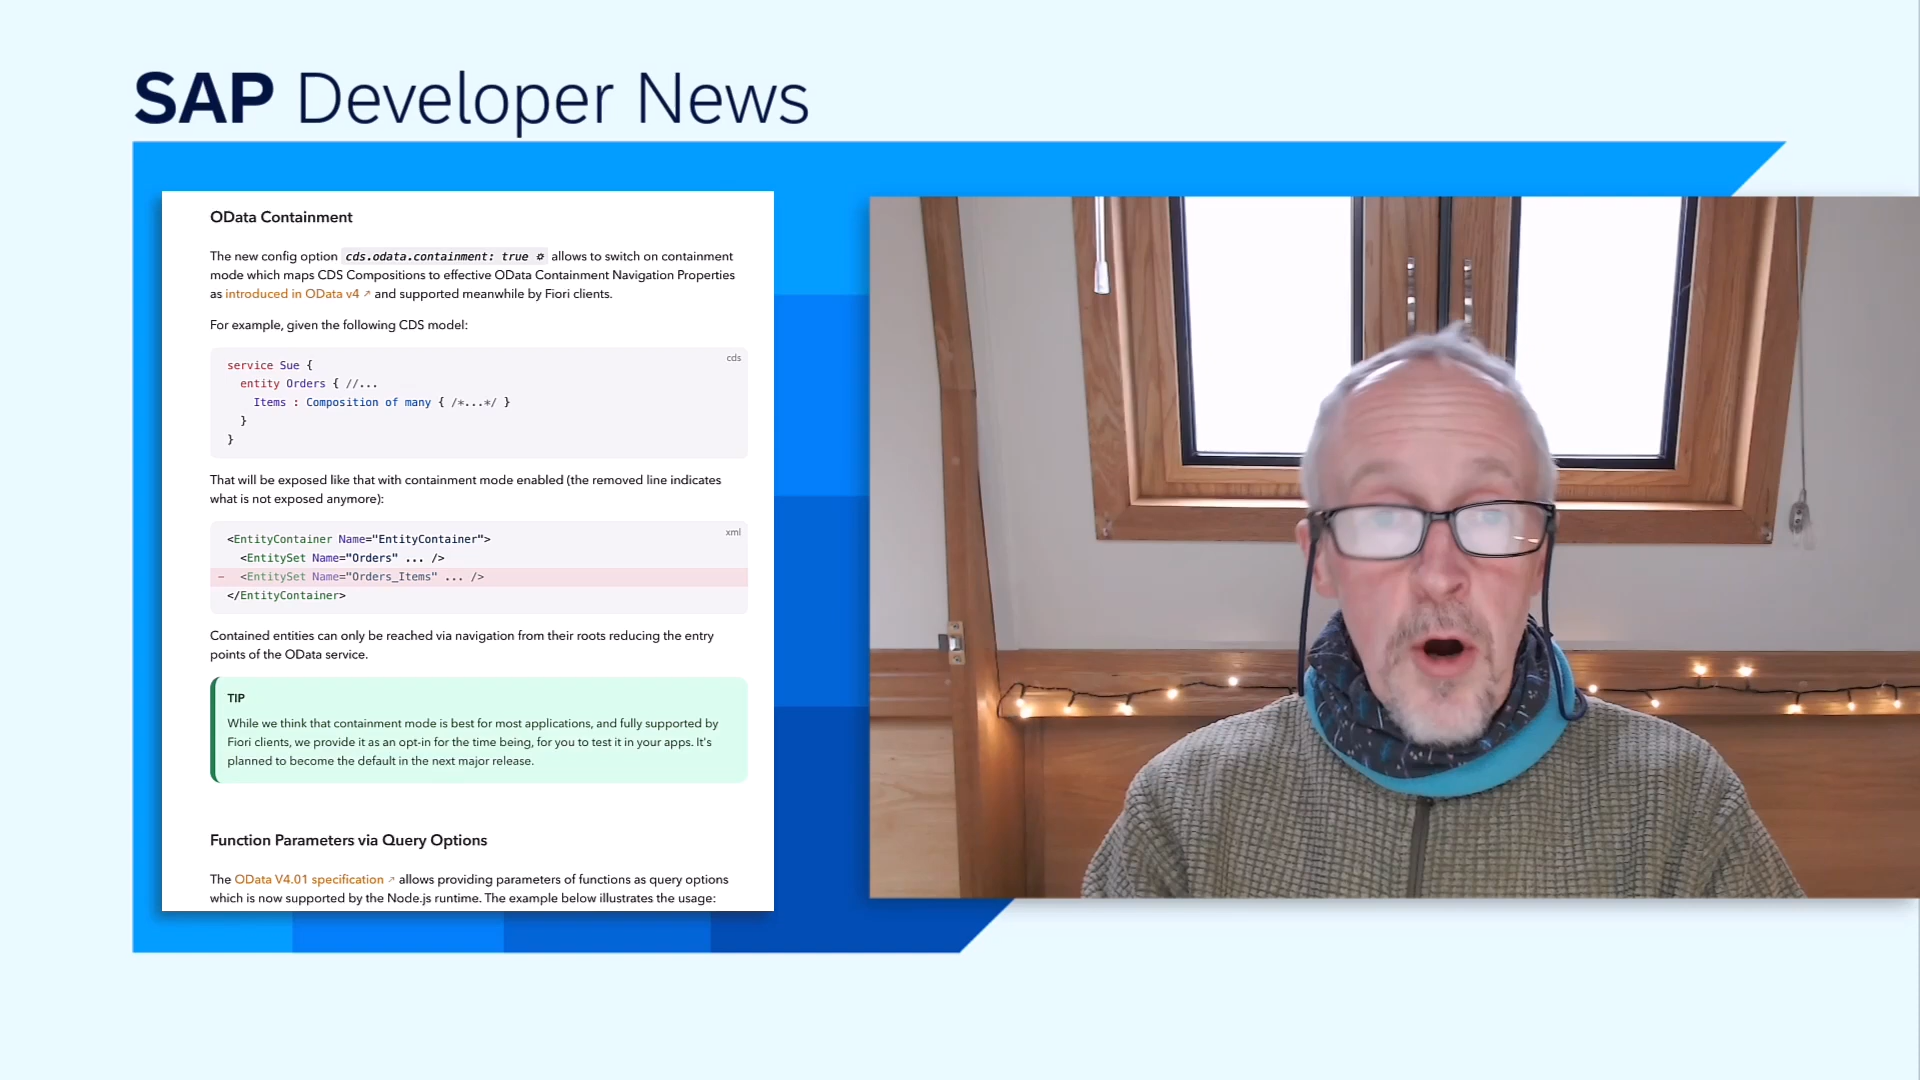 SAP Developer News
OData Containment
The new config option cds.odata.containment: true ⚙ allows to switch on containment
mode which maps CDS Compositions to effective OData Containment Navigation Properties
as introduced in OData v4 ↗ and supported meanwhile by Fiori clients.
For example, given the following CDS model:
cds
service Sue {
entity Orders { //...
Items : Composition of many { /*...*/ }
}
}
That will be exposed like that with containment mode enabled (the removed line indicates
what is not exposed anymore):
xml
<EntityContainer Name="EntityContainer">
<EntitySet Name="Orders" ... />
- <EntitySet Name="Orders_Items" ... />
</EntityContainer>
Contained entities can only be reached via navigation from their roots reducing the entry
points of the OData service.
TIP
While we think that containment mode is best for most applications, and fully supported by
Fiori clients, we provide it as an opt-in for the time being, for you to test it in your apps. It's
planned to become the default in the next major release.
Function Parameters via Query Options
The OData V4.01 specification ↗ allows providing parameters of functions as query options
which is now supported by the Node.js runtime. The example below illustrates the usage: